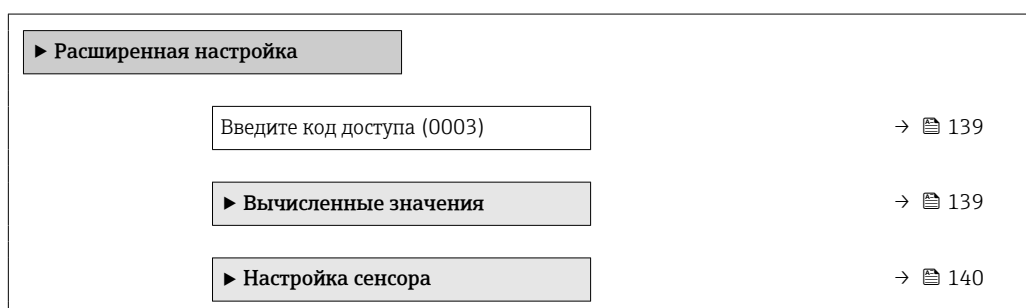 ▶ Расширенная настройка
Введите код доступа (0003) → 139
▶ Вычисленные значения → 139
▶ Настройка сенсора → 140